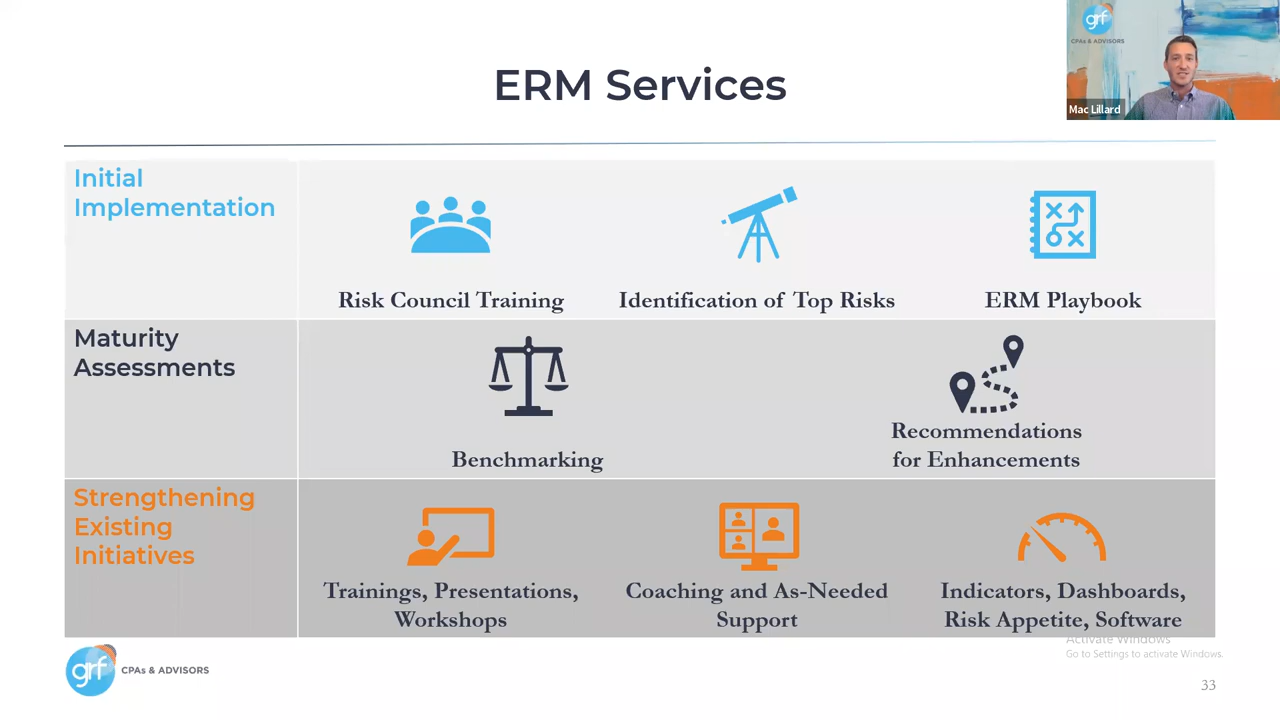 ERM Services
grf
CPAs & ADVISORS
Mac Lillard
Initial
Implementation
Risk Council Training
Identification of Top Risks
ERM Playbook
Maturity
Assessments
Benchmarking
Recommendations
for Enhancements
Strengthening
Existing
Initiatives
Trainings, Presentations,
Workshops
Coaching and As-Needed
Support
Indicators, Dashboards,
Risk Appetite, Software
Activate Windows
Go to Settings to activate Windows.
grf
CPAs & ADVISORS
33